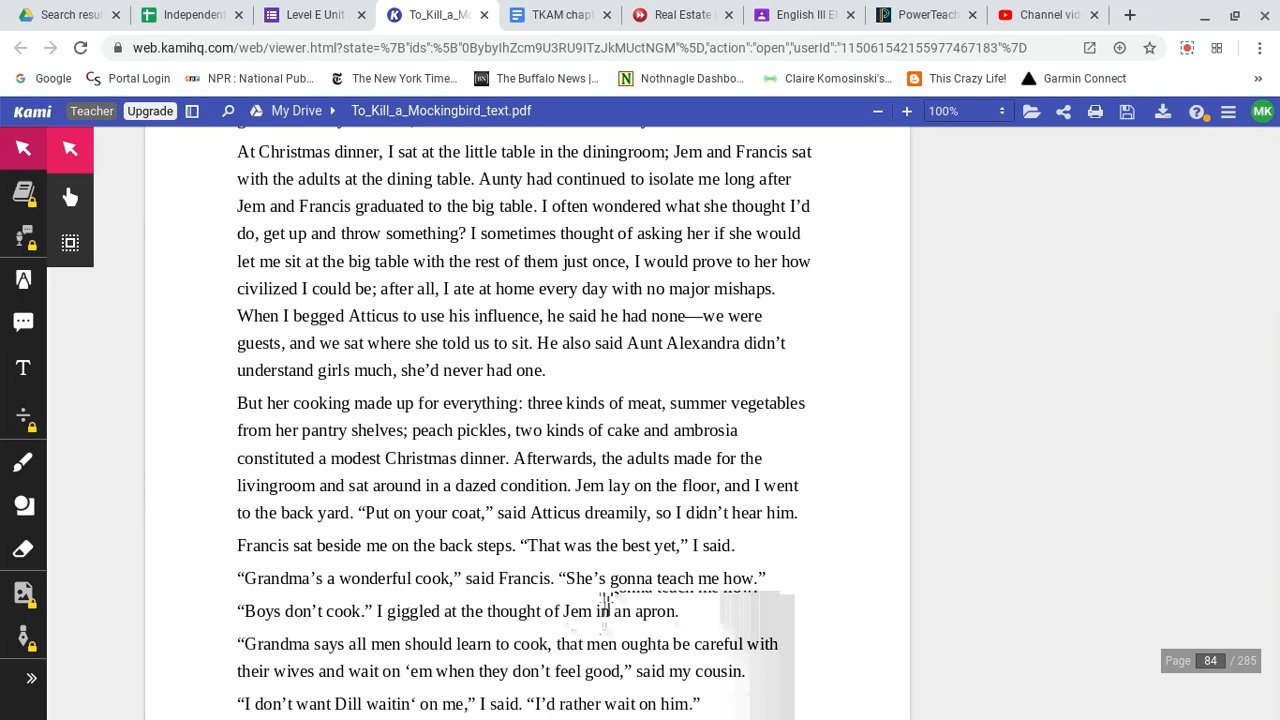 Search resu
Independent
Level E Unit
To_Kill_a_Mo
TKAM chapt
Real Estate
English III El
PowerTeach
Channel vide
web.kamihq.com/web/viewer.html?state=%7B"ids":%5B"0BybyIhZcm9U3RU9ITzJkMUctNGM"%5D,"action":"open","userId":"115061542155977467183"%7D
Google
Portal Login
NPR : National Pub...
The New York Time...
The Buffalo News |...
Nothnagle Dashbo...
Claire Komosinski's...
This Crazy Life!
Garmin Connect
»
Kami Teacher Upgrade My Drive To_Kill_a_Mockingbird_text.pdf 100% MK
At Christmas dinner, I sat at the little table in the diningroom; Jem and Francis sat
with the adults at the dining table. Aunty had continued to isolate me long after
Jem and Francis graduated to the big table. I often wondered what she thought I’d
do, get up and throw something? I sometimes thought of asking her if she would
let me sit at the big table with the rest of them just once, I would prove to her how
civilized I could be; after all, I ate at home every day with no major mishaps.
When I begged Atticus to use his influence, he said he had none—we were
guests, and we sat where she told us to sit. He also said Aunt Alexandra didn’t
understand girls much, she’d never had one.
But her cooking made up for everything: three kinds of meat, summer vegetables
from her pantry shelves; peach pickles, two kinds of cake and ambrosia
constituted a modest Christmas dinner. Afterwards, the adults made for the
livingroom and sat around in a dazed condition. Jem lay on the floor, and I went
to the back yard. “Put on your coat,” said Atticus dreamily, so I didn’t hear him.
Francis sat beside me on the back steps. “That was the best yet,” I said.
“Grandma’s a wonderful cook,” said Francis. “She’s gonna teach me how.”
“Boys don’t cook.” I giggled at the thought of Jem in an apron.
“Grandma says all men should learn to cook, that men oughta be careful with
their wives and wait on ‘em when they don’t feel good,” said my cousin.
“I don’t want Dill waitin‘ on me,” I said. “I’d rather wait on him.”
Page 84 / 285